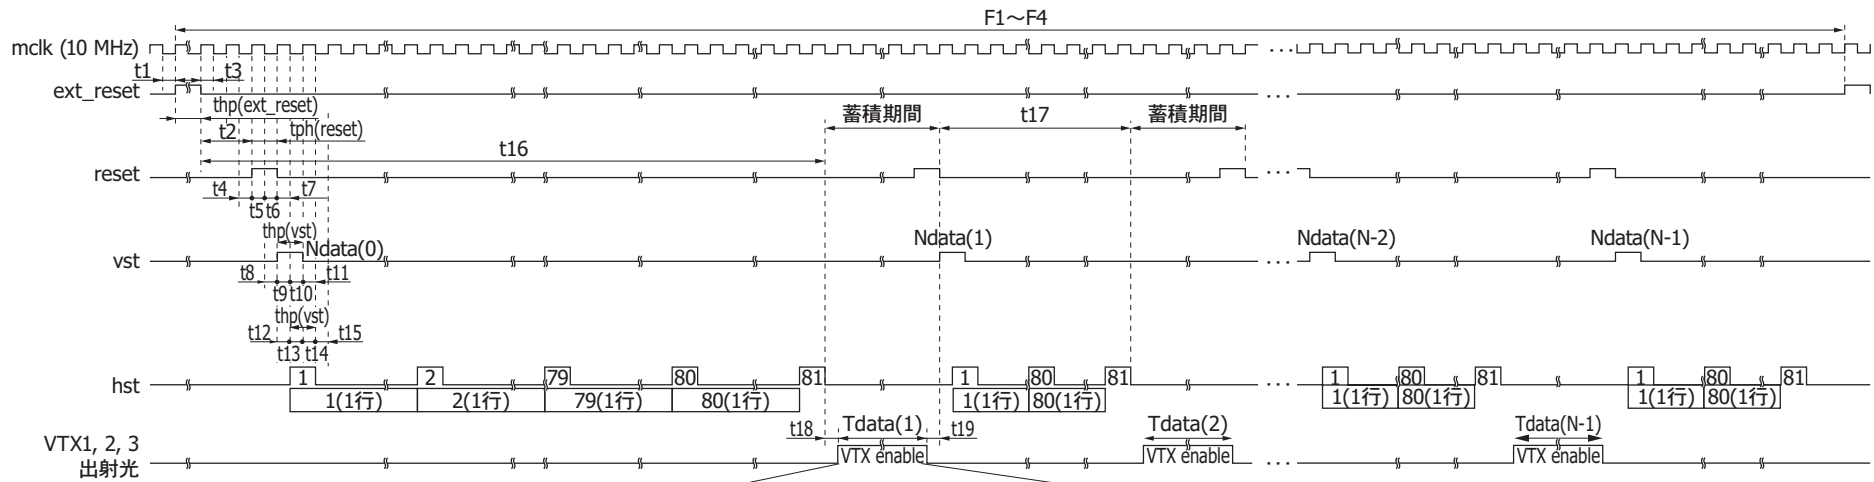 F1～F4
mclk (10 MHz)
t1
t3
ext_reset
thp(ext_reset)
t2
tph(reset)
蓄積期間
t17
蓄積期間
t16
reset
t4
t7
t5
t6
thp(vst)
Ndata(0)
Ndata(1)
Ndata(N-2)
Ndata(N-1)
vst
t8
t11
t9
t10
thp(vst)
t12
t15
t13
t14
hst
1
2
79
80
81
1
80
81
1
80
81
1
80
81
1(1行)
2(1行)
79(1行)
80(1行)
1(1行)
80(1行)
1(1行)
80(1行)
1(1行)
80(1行)
t18
Tdata(1)
t19
Tdata(2)
Tdata(N-1)
VTX1, 2, 3
出射光
VTX enable
VTX enable
VTX enable